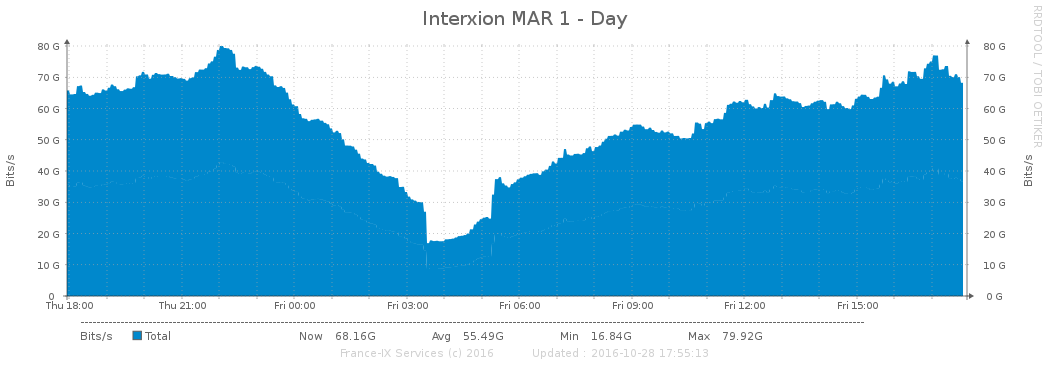 Interxion MAR 1 - Day
RRDTOOL / TOBI OETIKER
Bits/s
80 G 80 G
70 G 70 G
60 G 60 G
50 G 50 G
40 G 40 G
30 G 30 G
20 G 20 G
10 G 10 G
0 0 G
Bits/s
Thu 18:00 Thu 21:00 Fri 00:00 Fri 03:00 Fri 06:00 Fri 09:00 Fri 12:00 Fri 15:00
Bits/s Total Now 68.16G Avg 55.49G Min 16.84G Max 79.92G
France-IX Services (c) 2016 Updated : 2016-10-28 17:55:13